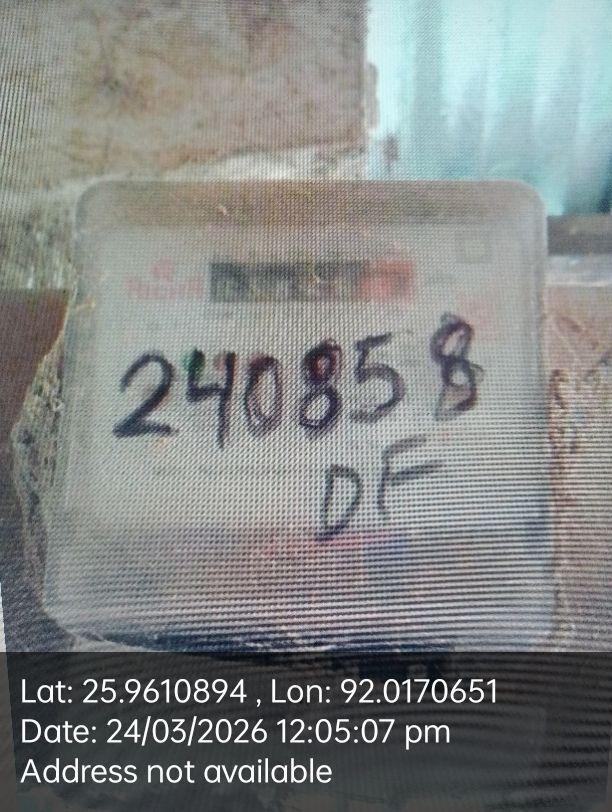 240858
DF
Lat: 25.9610894 , Lon: 92.0170651
Date: 24/03/2026 12:05:07 pm
Address not available